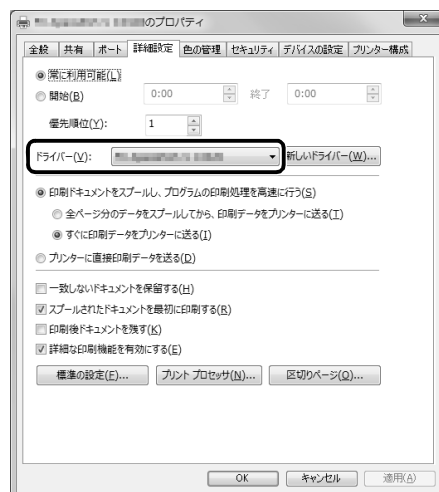 のプロパティ
全般 共有 ポート 詳細設定 色の管理 セキュリティ デバイスの設定 プリンター構成
常に利用可能(L)
開始(B) 0:00 終了 0:00
優先順位(Y): 1
ドライバー(V): 新しいドライバー(W)...
印刷ドキュメントをスプールし、プログラムの印刷処理を高速に行う(S)
全ページ分のデータをスプールしてから、印刷データをプリンターに送る(T)
すぐに印刷データをプリンターに送る(I)
プリンターに直接印刷データを送る(D)
一致しないドキュメントを保留する(H)
スプールされたドキュメントを最初に印刷する(R)
印刷後ドキュメントを残す(K)
詳細な印刷機能を有効にする(E)
標準の設定(F)... プリント プロセッサ(N)... 区切りページ(O)...
OK キャンセル 適用(A)